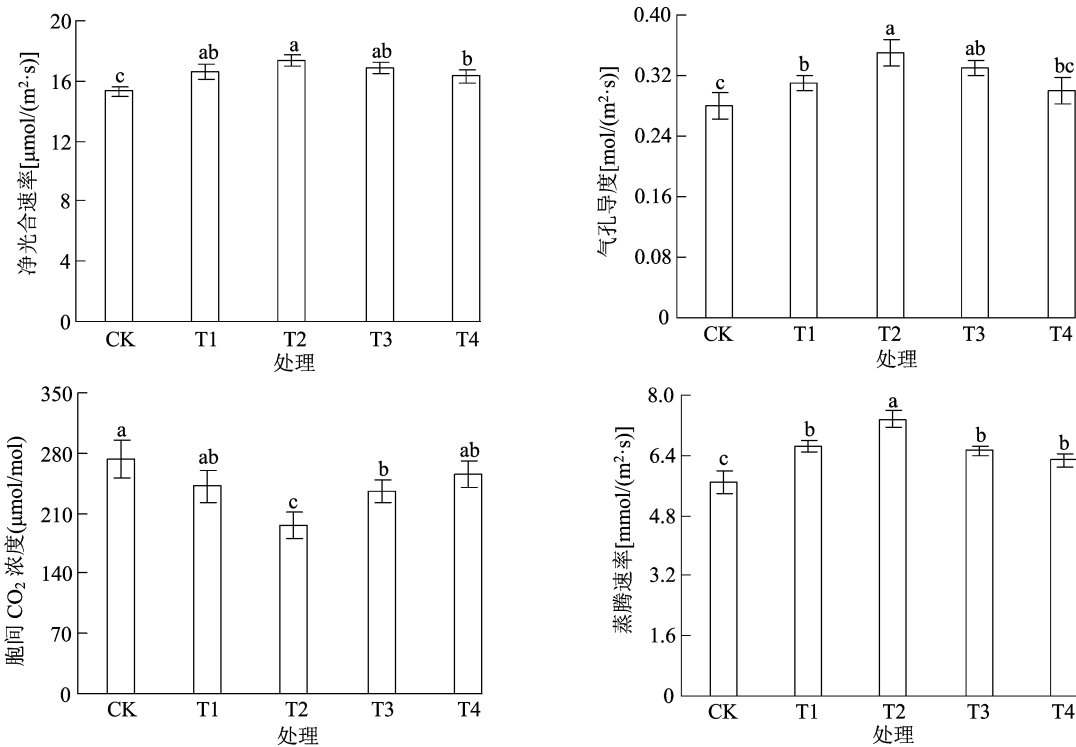 净光合速率[μmol/(m²·s)]
20
16
12
8
4
0
c
ab
a
ab
b
CK
T1
T2
T3
T4
处理
气孔导度[mol/(m²·s)]
0.40
0.32
0.24
0.16
0.08
0
c
b
a
ab
bc
CK
T1
T2
T3
T4
处理
胞间 CO₂ 浓度(μmol/mol)
350
280
210
140
70
0
a
ab
c
b
ab
CK
T1
T2
T3
T4
处理
蒸腾速率[mmol/(m²·s)]
8.0
6.4
4.8
3.2
1.6
0
c
b
a
b
b
CK
T1
T2
T3
T4
处理